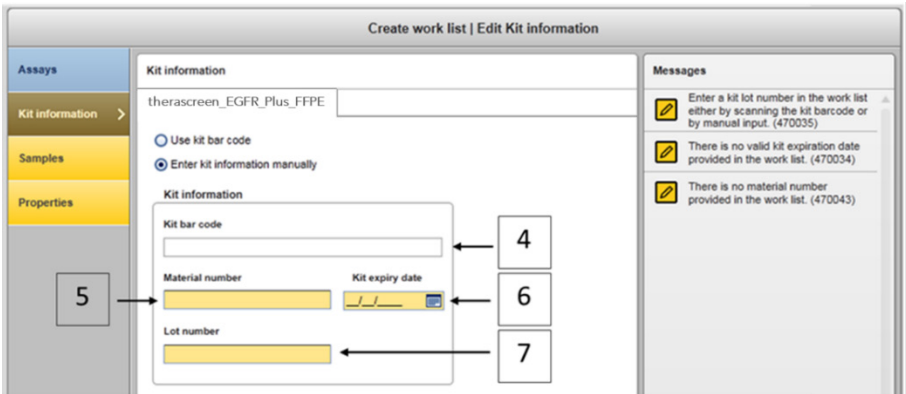 Create work list | Edit Kit information
Assays
Kit information
Samples
Properties
Kit information
therascreen_EGFR_Plus_FFPE
Use kit bar code
Enter kit information manually
Kit information
Kit bar code
4
Material number
Kit expiry date
5
__/__/____
6
Lot number
7
Messages
Enter a kit lot number in the work list
either by scanning the kit barcode or
by manual input. (470035)
There is no valid kit expiration date
provided in the work list. (470034)
There is no material number
provided in the work list. (470043)